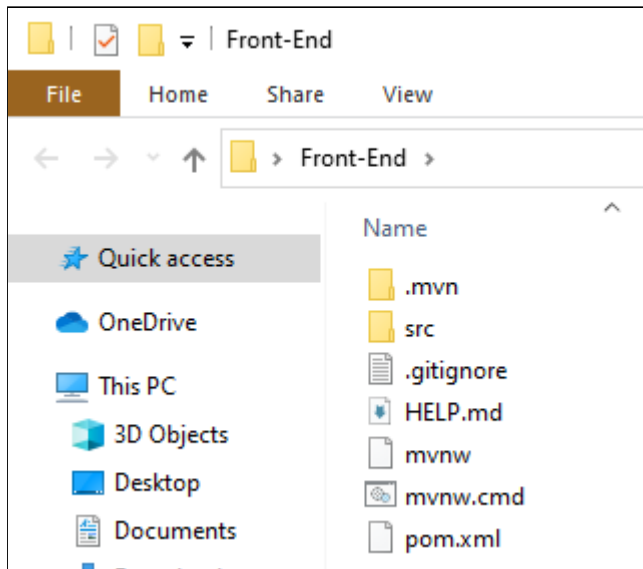 Front-End
File Home Share View
Front-End
Name
Quick access
OneDrive
This PC
3D Objects
Desktop
Documents
.mvn
src
.gitignore
HELP.md
mvnw
mvnw.cmd
pom.xml